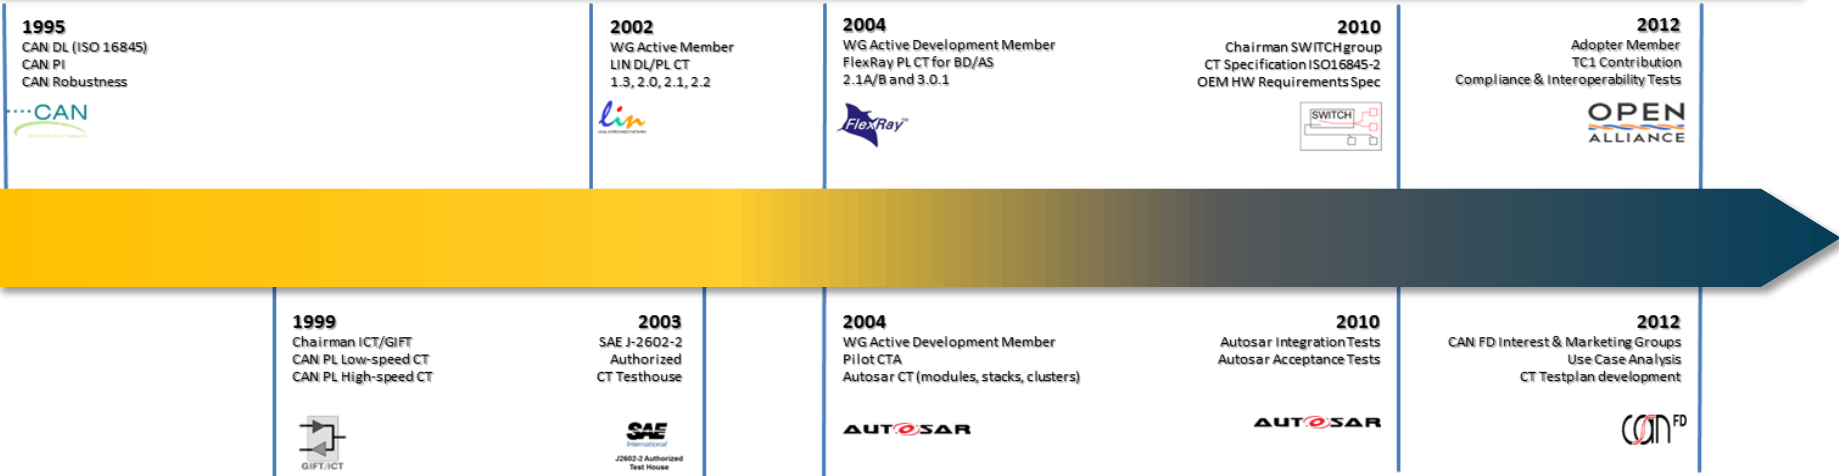 1995
CAN DL (ISO 16845)
CAN PI
CAN Robustness
CAN
2002
WG Active Member
LIN DL/PL CT
1.3, 2.0, 2.1, 2.2
lin
LOCAL INTERCONNECT NETWORK
2004
WG Active Development Member
FlexRay PL CT for BD/AS
2.1A/B and 3.0.1
FlexRay™
2010
Chairman SWITCH group
CT Specification ISO16845-2
OEM HW Requirements Spec
SWITCH
2012
Adopter Member
TC1 Contribution
Compliance & Interoperability Tests
OPEN
ALLIANCE
1999
Chairman ICT/GIFT
CAN PL Low-speed CT
CAN PL High-speed CT
GIFT/ICT
2003
SAE J-2602-2
Authorized
CT Testhouse
SAE
International
J2602-2 Authorized
Test House
2004
WG Active Development Member
Pilot CTA
Autosar CT (modules, stacks, clusters)
AUTOSAR
2010
Autosar Integration Tests
Autosar Acceptance Tests
AUTOSAR
2012
CAN FD Interest & Marketing Groups
Use Case Analysis
CT Testplan development
CAN FD